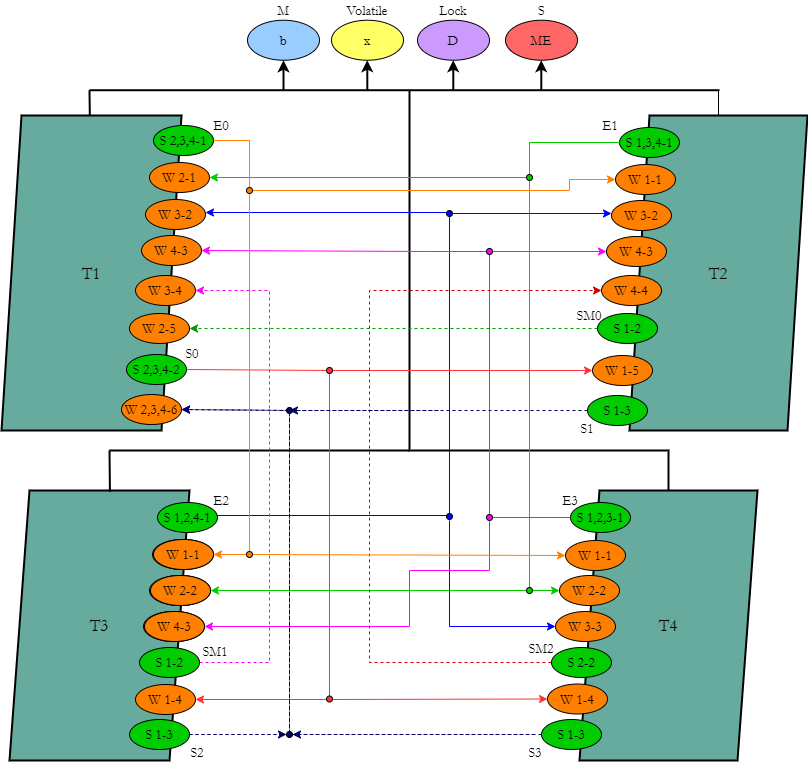 M Volatile Lock S
b x D ME
E0 E1
S 2,3,4-1 S 1,3,4-1
W 2-1 W 1-1
W 3-2 W 3-2
W 4-3 W 4-3
T1 T2
W 3-4 W 4-4
SM0
W 2-5 S 1-2
S0
S 2,3,4-2 W 1-5
W 2,3,4-6 S 1-3
S1
E2 E3
S 1,2,4-1 S 1,2,3-1
W 1-1 W 1-1
W 2-2 W 2-2
T3 W 4-3 W 3-3 T4
SM1 SM2
S 1-2 S 2-2
W 1-4 W 1-4
S 1-3 S 1-3
S2 S3